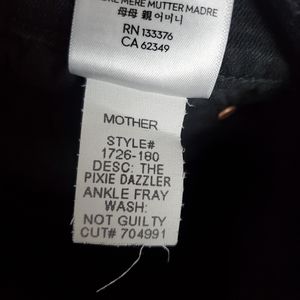 MERE MUTTER MADRE
母母 親 어머니
RN 133376
CA 62349
MOTHER
STYLE#
1726-180
DESC: THE
PIXIE DAZZLER
ANKLE FRAY
WASH:
NOT GUILTY
CUT# 704991